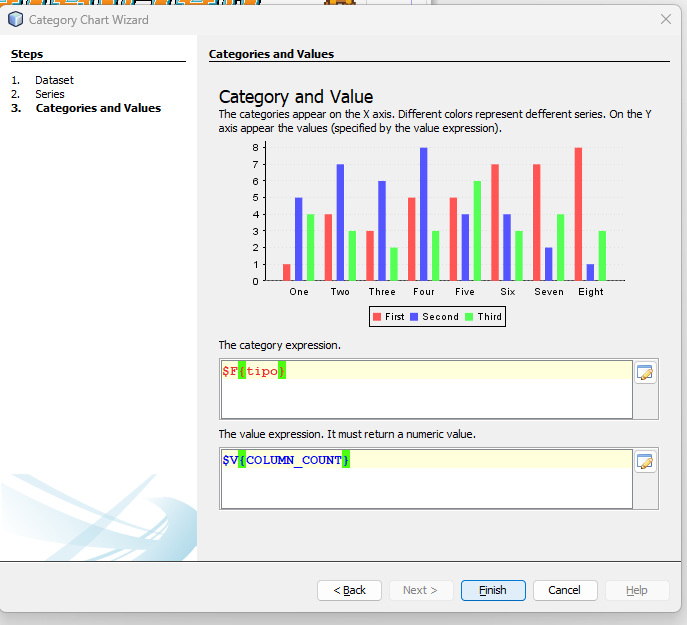 Category Chart Wizard
Steps
1. Dataset
2. Series
3. Categories and Values
Categories and Values
Category and Value
The categories appear on the X axis. Different colors represent defferent series. On the Y
axis appear the values (specified by the value expression).
8
7
6
5
4
3
2
1
0
One Two Three Four Five Six Seven Eight
First Second Third
The category expression.
$F{tipo}
The value expression. It must return a numeric value.
$V{COLUMN_COUNT}
< Back Next > Finish Cancel Help